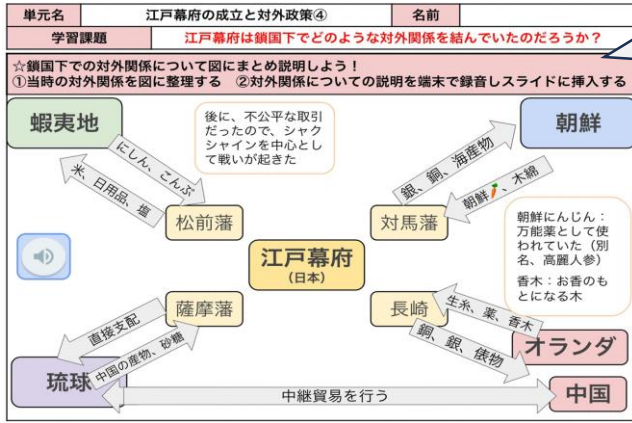 単元名
江戸幕府の成立と対外政策④
名前
学習課題
江戸幕府は鎖国下でどのような対外関係を結んでいたのだろうか?
☆鎖国下での対外関係について図にまとめ説明しよう!
①当時の対外関係を図に整理する ②対外関係についての説明を端末で録音しスライドに挿入する
蝦夷地
後に、不公平な取引
だったので、シャク
シャインを中心とし
て戦いが起きた
朝鮮
にしん、こんぶ
米、日用品、塩
銀、銅、海産物
朝鮮🥕、木綿
松前藩
対馬藩
江戸幕府
(日本)
朝鮮にんじん:
万能薬として使
われていた(別
名、高麗人参)
香木:お香のも
とになる木
薩摩藩
長崎
直接支配
中国の産物、砂糖
生糸、薬、香木
銅、銀、俵物
オランダ
琉球
中継貿易を行う
中国